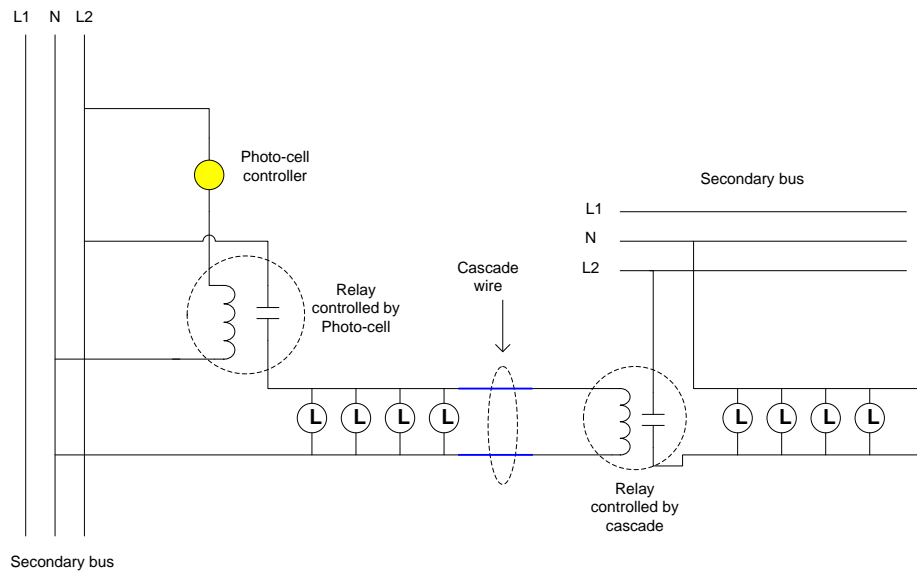 L1 N L2
Photo-cell
controller
Secondary bus
L1
N
L2
Cascade
wire
Relay
controlled by
Photo-cell
L L L L
L L L L
Relay
controlled by
cascade
Secondary bus